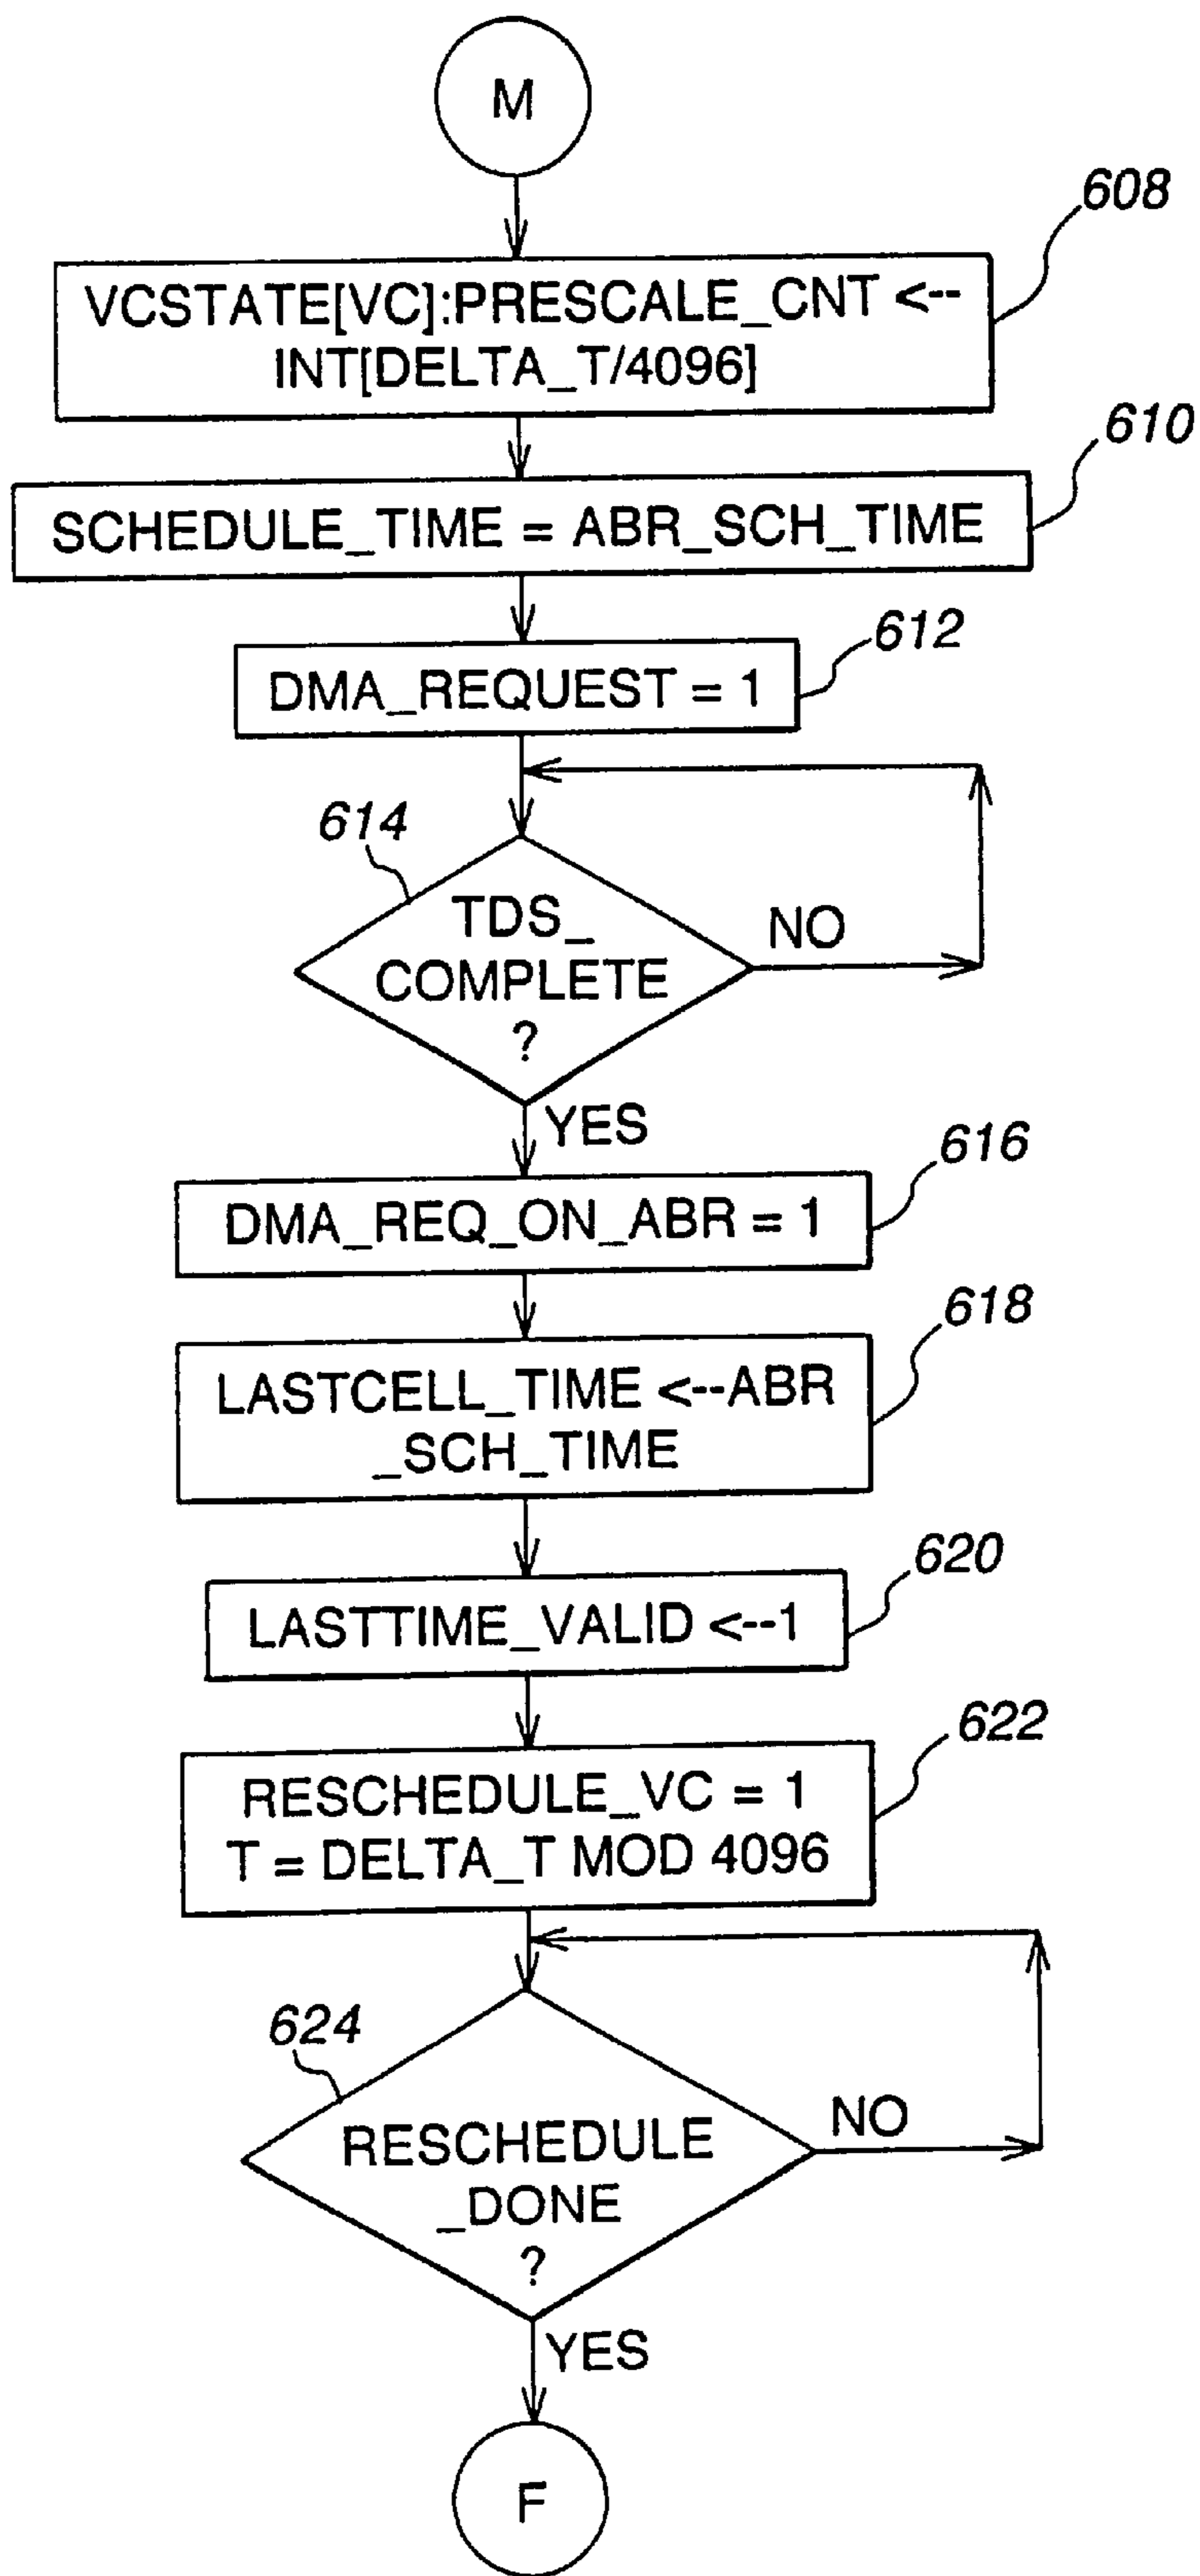 M
608
VCSTATE[VC]:PRESCALE_CNT <--
INT[DELTA_T/4096]
610
SCHEDULE_TIME = ABR_SCH_TIME
612
DMA_REQUEST = 1
614
TDS_
COMPLETE
?
NO
YES
616
DMA_REQ_ON_ABR = 1
618
LASTCELL_TIME <--ABR
_SCH_TIME
620
LASTTIME_VALID <--1
622
RESCHEDULE_VC = 1
T = DELTA_T MOD 4096
624
RESCHEDULE
_DONE
?
NO
YES
F